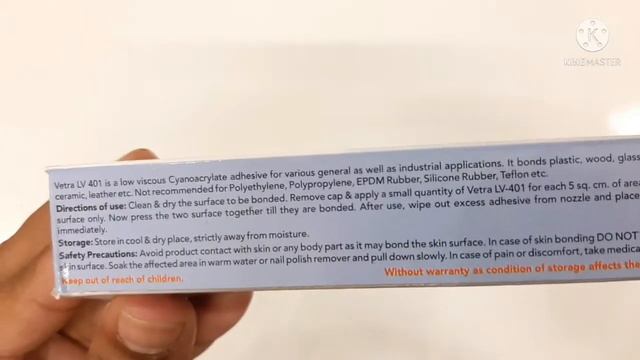 KINEMASTER
Vetra LV 401 is a low viscous Cyanoacrylate adhesive for various general as well as industrial applications. It bonds plastic, wood, glass
ceramic, leather etc. Not recommended for Polyethylene, Polypropylene, EPDM Rubber, Silicone Rubber, Teflon etc.
Directions of use: Clean & dry the surface to be bonded. Remove cap & apply a small quantity of Vetra LV-401 for each 5 sq. cm. of area
surface only. Now press the two surface together till they are bonded. After use, wipe out excess adhesive from nozzle and place
immediately.
Storage: Store in cool & dry place, strictly away from moisture.
Safety Precautions: Avoid product contact with skin or any body part as it may bond the skin surface. In case of skin bonding DO NOT
skin surface. Soak the affected area in warm water or nail polish remover and pull down slowly. In case of pain or discomfort, take medica
Keep out of reach of children. Without warranty as condition of storage affects the